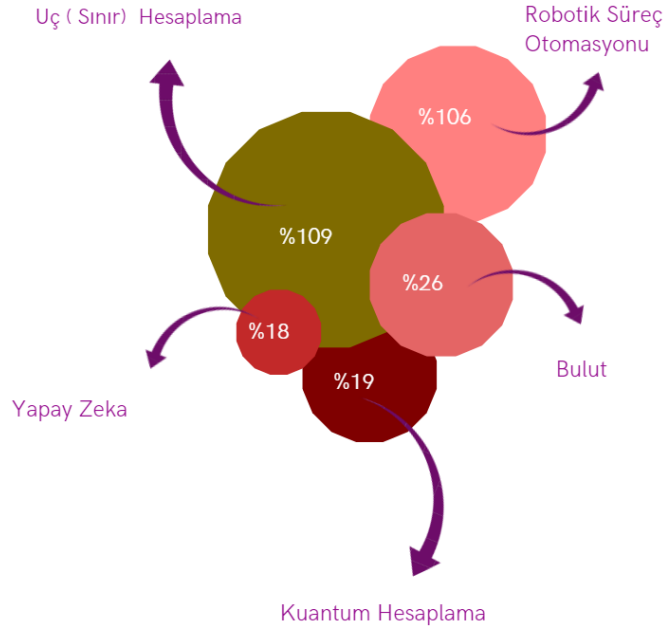 Uç ( Sınır)  Hesaplama
Robotik Süreç
Otomasyonu
%106
%109
%26
%18
%19
Bulut
Yapay Zeka
Kuantum Hesaplama